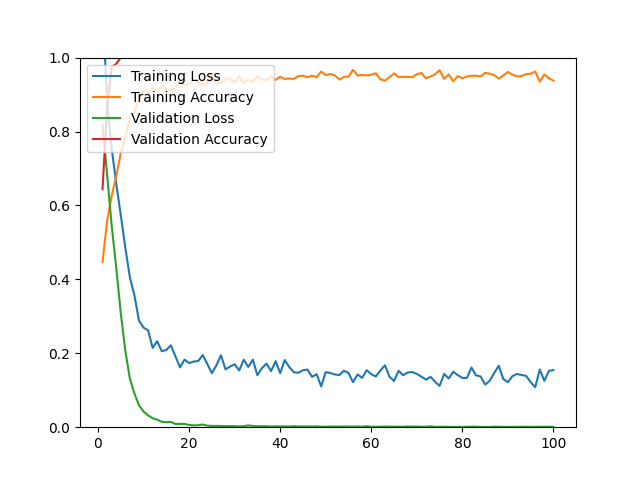 1.0
0.8
0.6
0.4
0.2
0.0
Training Loss
Training Accuracy
Validation Loss
Validation Accuracy
0 20 40 60 80 100